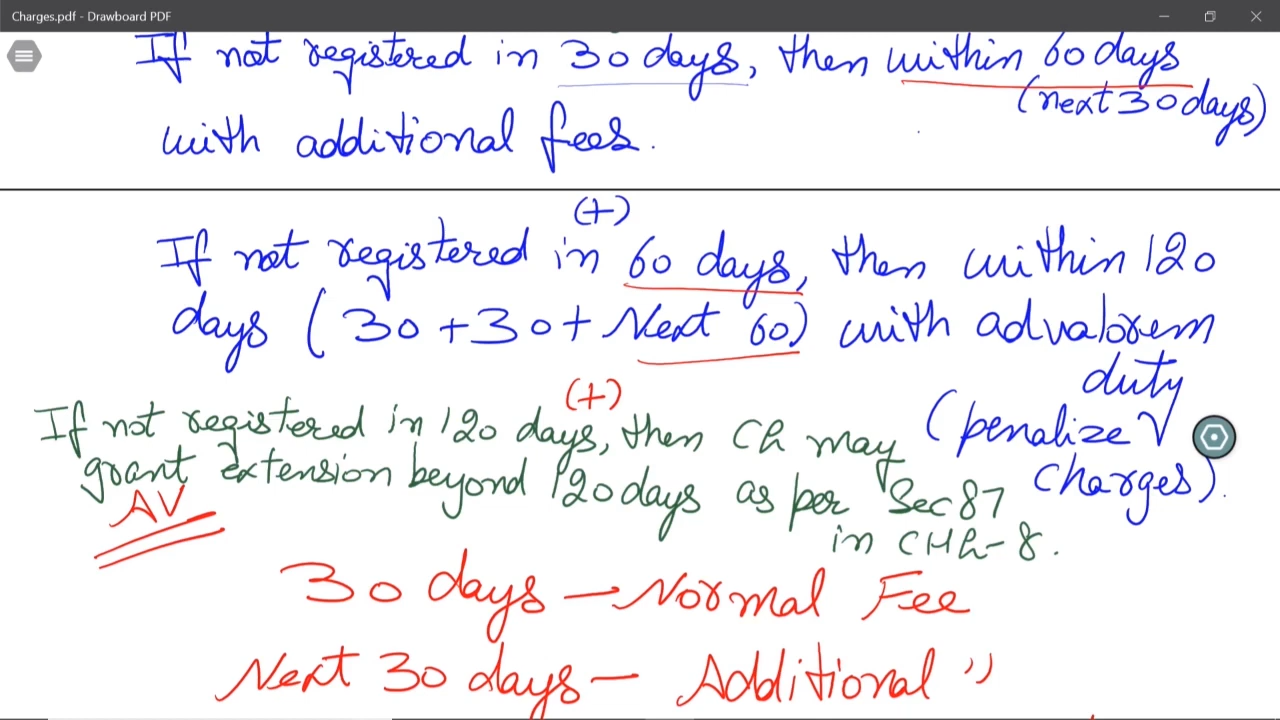 Charges.pdf - Drawboard PDF
If not registered in 30 days, then within 60 days
(next 30 days)
with additional fees.
(+)
If not registered in 60 days, then within 120
days (30 + 30 + Next 60) with advalorem
duty
(penalize
charges).
(+)
If not registered in 120 days, then Ch may
grant extension beyond 120 days as per Sec 87
in CHh-8.
AV
30 days - Normal Fee
Next 30 days - Additional "